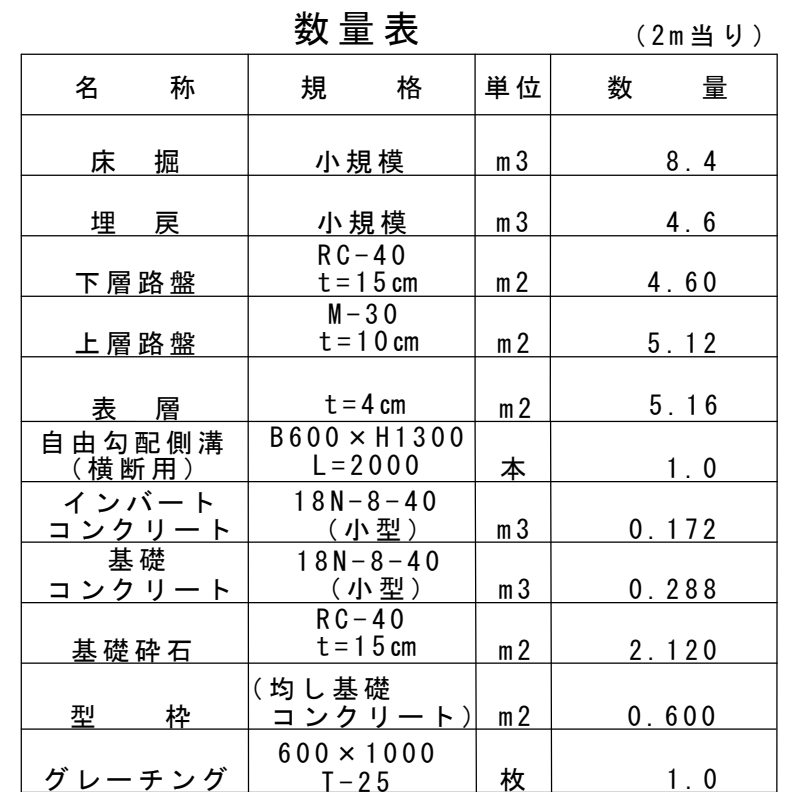 数量表
(2m当り)
名 称 規 格 単位 数 量
床 掘 小規模 m3 8.4
埋 戻 小規模 m3 4.6
RC-40
下層路盤 t=15cm m2 4.60
M-30
上層路盤 t=10cm m2 5.12
表 層 t=4cm m2 5.16
自由勾配側溝 B600×H1300
(横断用) L=2000 本 1.0
インバート 18N-8-40
コンクリート (小型) m3 0.172
基礎 18N-8-40
コンクリート (小型) m3 0.288
RC-40
基礎砕石 t=15cm m2 2.120
(均し基礎
型 枠 コンクリート) m2 0.600
600×1000
グレーチング T-25 枚 1.0